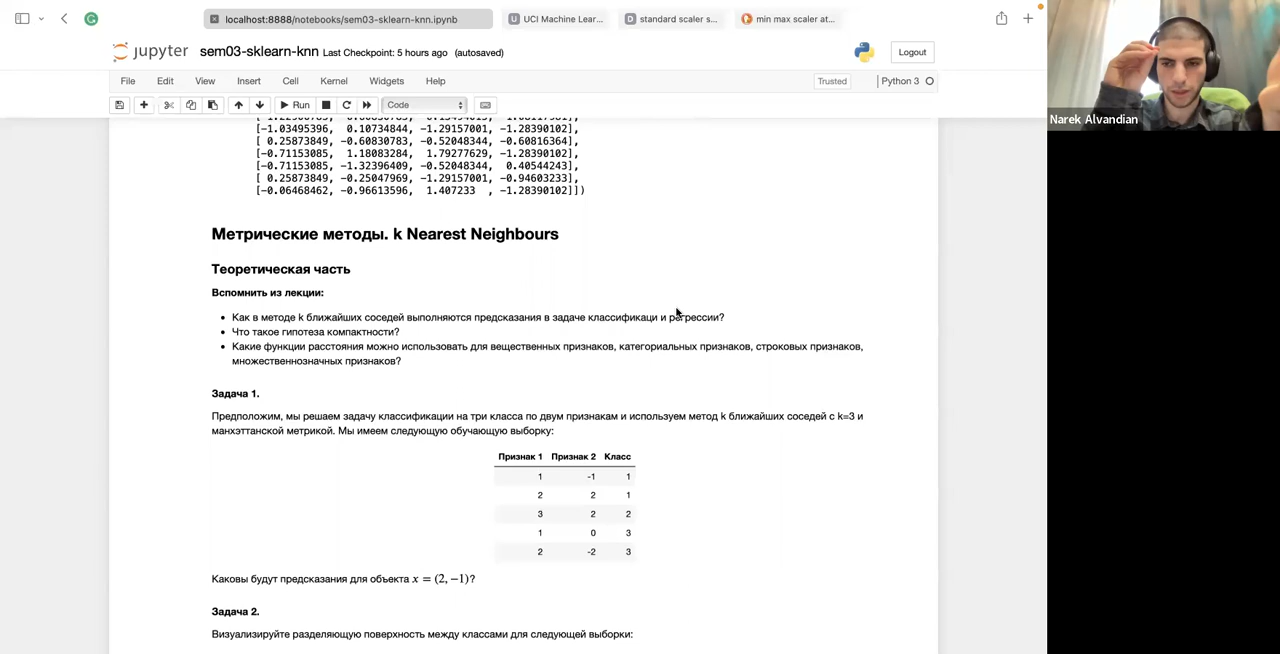 localhost:8888/notebooks/sem03-sklearn-knn.ipynb
UCI Machine Lear...
standard scaler s...
min max scaler at...
jupyter sem03-sklearn-knn Last Checkpoint: 5 hours ago (autosaved)
Logout
File Edit View Insert Cell Kernel Widgets Help
Trusted
Python 3
Run
Code
Narek Alvandian
[-1.03495396, 0.10734844, -1.29157001, -1.28390102],
[ 0.25873849, -0.60830783, -0.52048344, -0.60816364],
[-0.71153085, 1.18083284, 1.79277629, -1.28390102],
[-0.71153085, -1.32396409, -0.52048344, 0.40544243],
[ 0.25873849, -0.25047969, -1.29157001, -0.94603233],
[-0.06468462, -0.96613596, 1.407233 , -1.28390102]])
Метрические методы. k Nearest Neighbours
Теоретическая часть
Вспомнить из лекции:
• Как в методе k ближайших соседей выполняются предсказания в задаче классификаци и регрессии?
• Что такое гипотеза компактности?
• Какие функции расстояния можно использовать для вещественных признаков, категориальных признаков, строковых признаков,
множественнозначных признаков?
Задача 1.
Предположим, мы решаем задачу классификации на три класса по двум признакам и используем метод k ближайших соседей с k=3 и
манхэттанской метрикой. Мы имеем следующую обучающую выборку:
Признак 1 Признак 2 Класс
1 -1 1
2 2 1
3 2 2
1 0 3
2 -2 3
Каковы будут предсказания для объекта x = (2, −1)?
Задача 2.
Визуализируйте разделяющую поверхность между классами для следующей выборки: